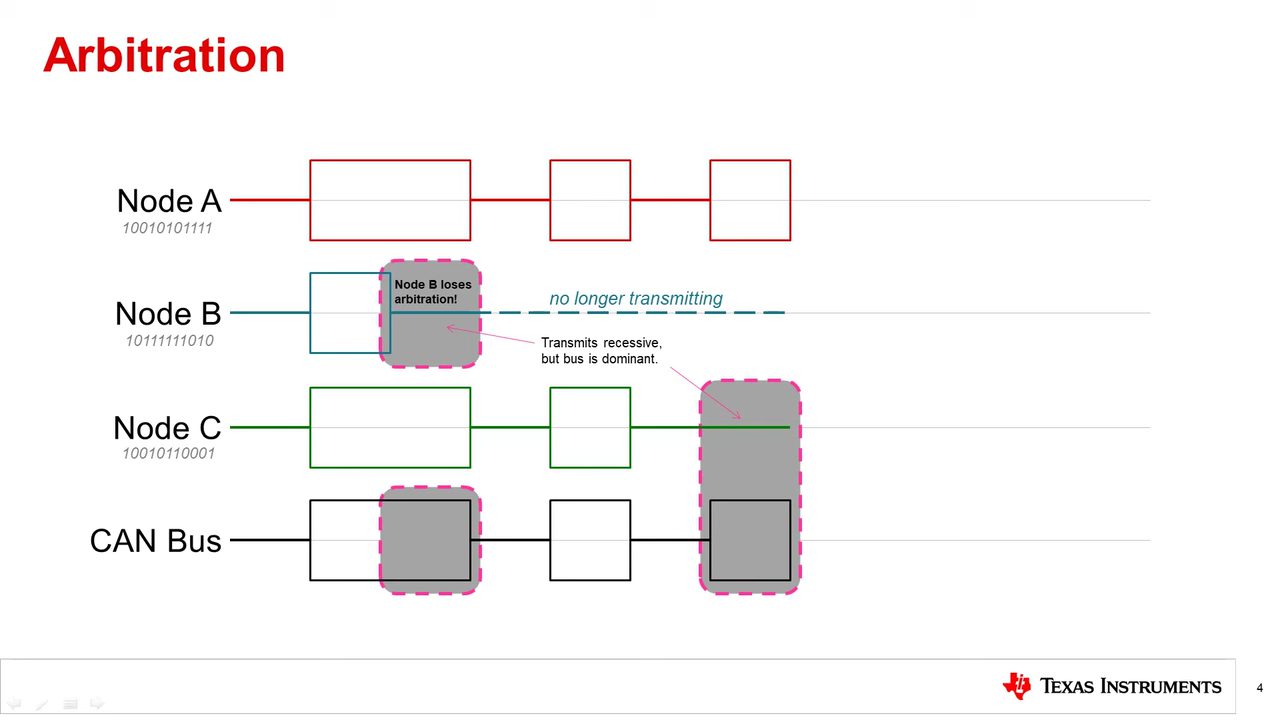 Arbitration
Node A
10010101111
Node B loses
arbitration!
no longer transmitting
Node B
10111111010
Transmits recessive,
but bus is dominant.
Node C
10010110001
CAN Bus
TEXAS INSTRUMENTS
4